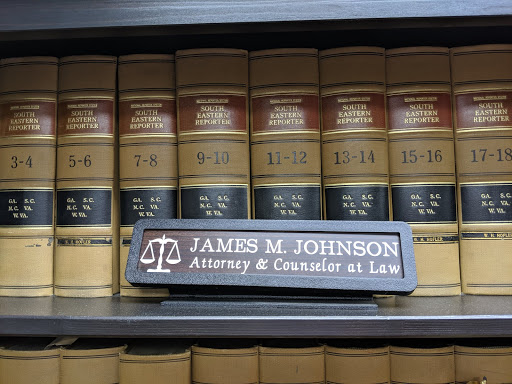 SOUTH
EASTERN
REPORTER
3-4
GA. S.C.
N.C. VA.
W.VA.
SOUTH
EASTERN
REPORTER
5-6
GA. S.C.
N.C. VA.
W.VA.
W. H. HOFLER
SOUTH
EASTERN
REPORTER
7-8
GA. S.C.
N.C. VA.
W.VA.
SOUTH
EASTERN
REPORTER
9-10
GA. S.C.
N.C. VA.
W.VA.
SOUTH
EASTERN
REPORTER
11-12
GA. S.C.
N.C. VA.
W.VA.
SOUTH
EASTERN
REPORTER
13-14
GA. S.C.
N.C. VA.
W.VA.
SOUTH
EASTERN
REPORTER
15-16
GA. S.C.
N.C. VA.
W.VA.
SOUTH
EASTERN
REPORTER
17-18
GA. S.C.
N.C. VA.
W.VA.
W. H. HOFLER
JAMES M. JOHNSON
Attorney & Counselor at Law